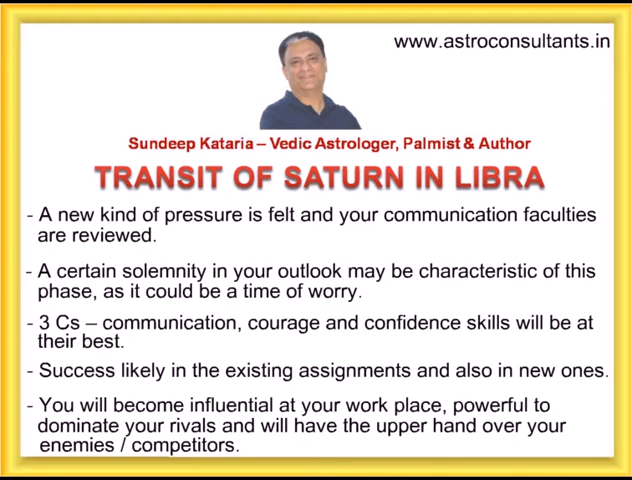 www.astroconsultants.in
Sundeep Kataria – Vedic Astrologer, Palmist & Author
TRANSIT OF SATURN IN LIBRA
- A new kind of pressure is felt and your communication faculties
are reviewed.
- A certain solemnity in your outlook may be characteristic of this
phase, as it could be a time of worry.
- 3 Cs – communication, courage and confidence skills will be at
their best.
- Success likely in the existing assignments and also in new ones.
- You will become influential at your work place, powerful to
dominate your rivals and will have the upper hand over your
enemies / competitors.